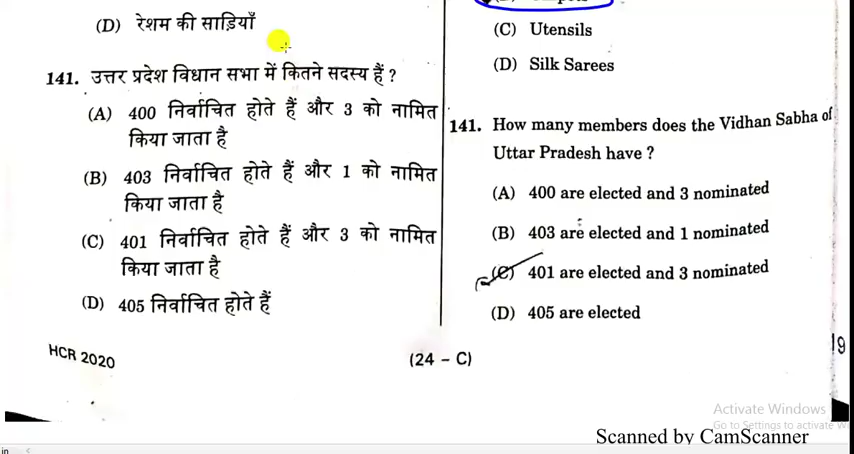 (D) रेशम की साड़ियाँ
141. उत्तर प्रदेश विधान सभा में कितने सदस्य हैं ?
(A) 400 निर्वाचित होते हैं और 3 को नामित
किया जाता है
(B) 403 निर्वाचित होते हैं और 1 को नामित
किया जाता है
(C) 401 निर्वाचित होते हैं और 3 को नामित
किया जाता है
(D) 405 निर्वाचित होते हैं
HCR 2020
(C) Utensils
(D) Silk Sarees
141. How many members does the Vidhan Sabha of
Uttar Pradesh have ?
(A) 400 are elected and 3 nominated
(B) 403 are elected and 1 nominated
(C) 401 are elected and 3 nominated
(D) 405 are elected
(24 – C)
19
Activate Windows
Go to Settings to activate W
Scanned by CamScanner
in